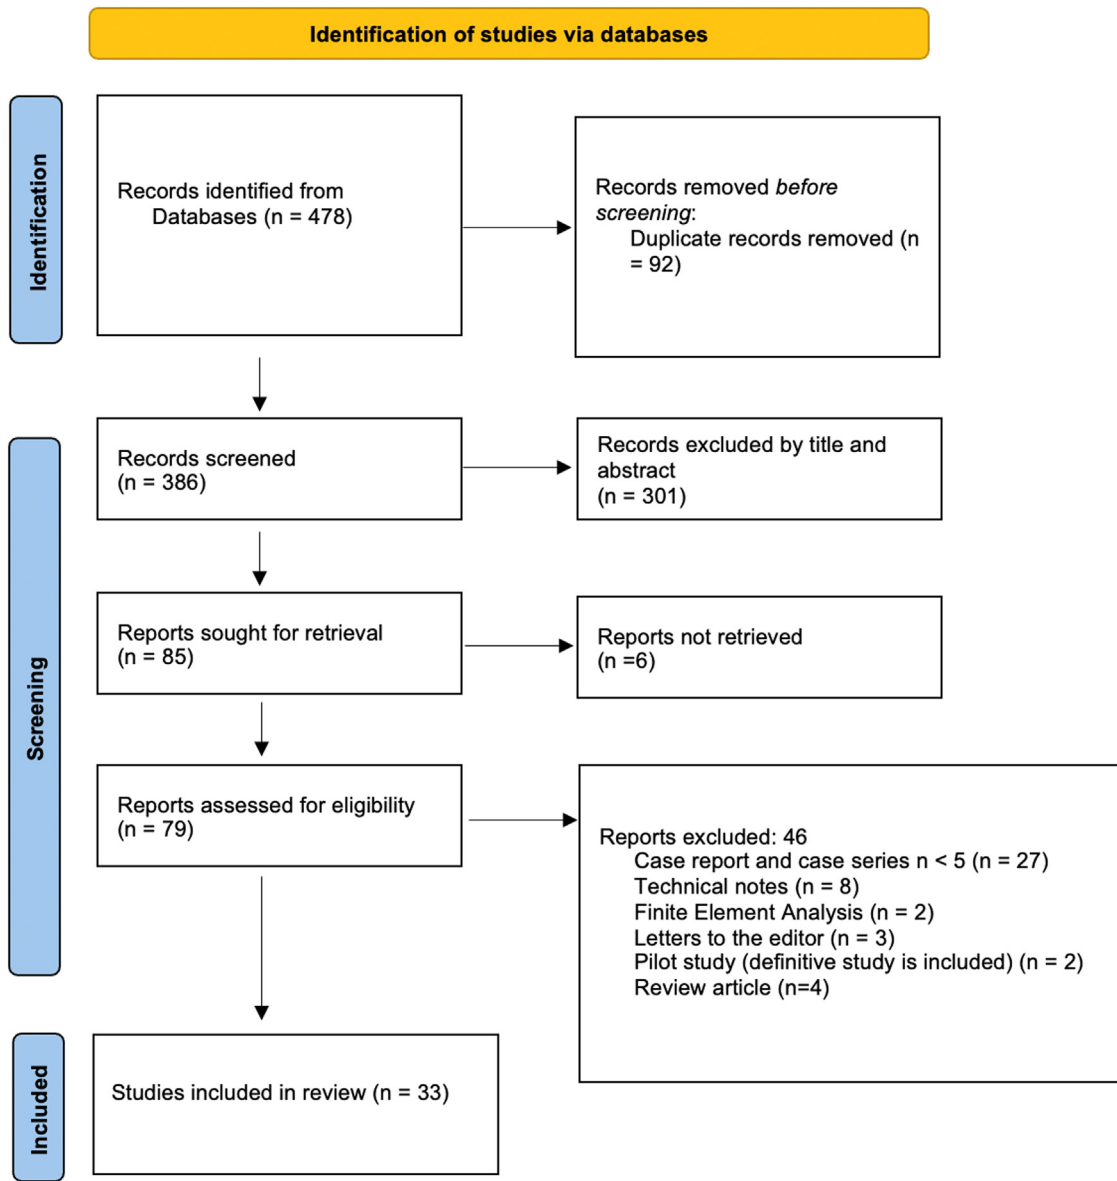 Identification of studies via databases
Identification
Records identified from
Databases (n = 478)
Records removed before
screening:
Duplicate records removed (n
= 92)
Screening
Records screened
(n = 386)
Records excluded by title and
abstract
(n = 301)
Reports sought for retrieval
(n = 85)
Reports not retrieved
(n =6)
Reports assessed for eligibility
(n = 79)
Reports excluded: 46
Case report and case series n < 5 (n = 27)
Technical notes (n = 8)
Finite Element Analysis (n = 2)
Letters to the editor (n = 3)
Pilot study (definitive study is included) (n = 2)
Review article (n=4)
Included
Studies included in review (n = 33)